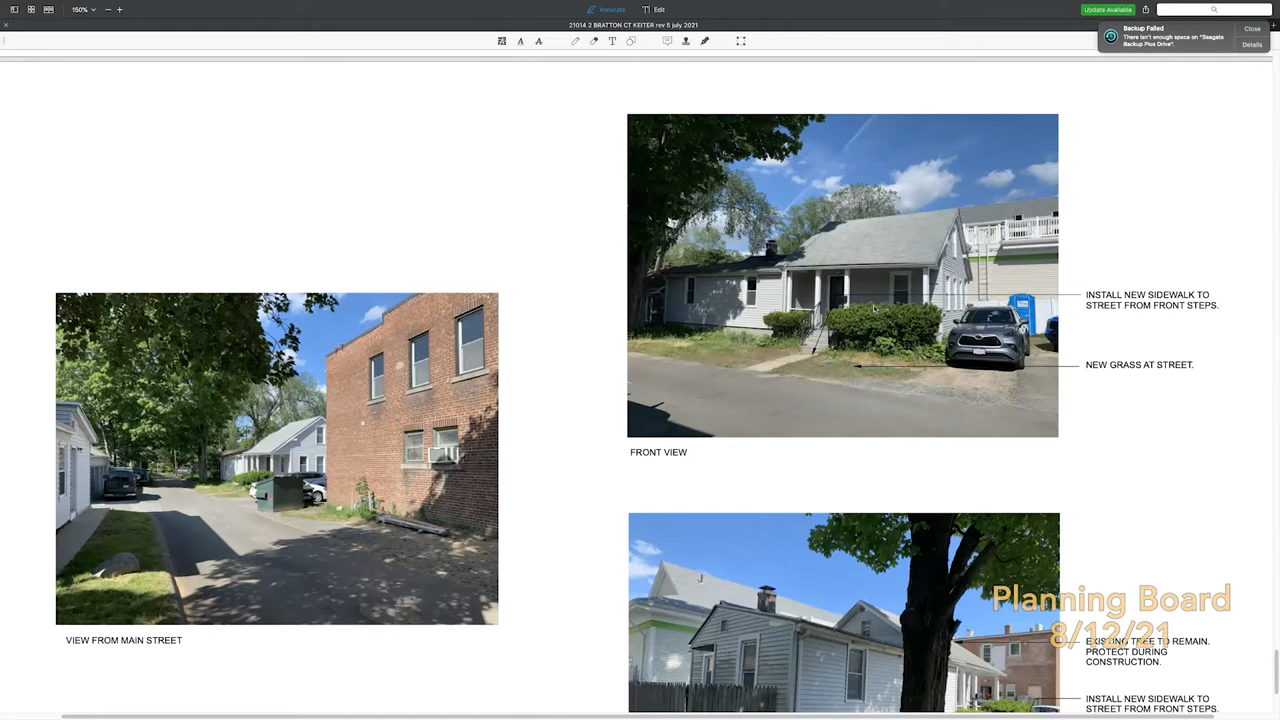 150%
Annotate
Edit
Update Available
21014 2 BRATTON CT KEITER rev 5 july 2021
Backup Failed
There isn't enough space on "Seagate
Backup Plus Drive".
Close
Details
INSTALL NEW SIDEWALK TO
STREET FROM FRONT STEPS.
NEW GRASS AT STREET.
FRONT VIEW
VIEW FROM MAIN STREET
Planning Board
8/12/21
EXISTING TREE TO REMAIN.
PROTECT DURING
CONSTRUCTION.
INSTALL NEW SIDEWALK TO
STREET FROM FRONT STEPS.